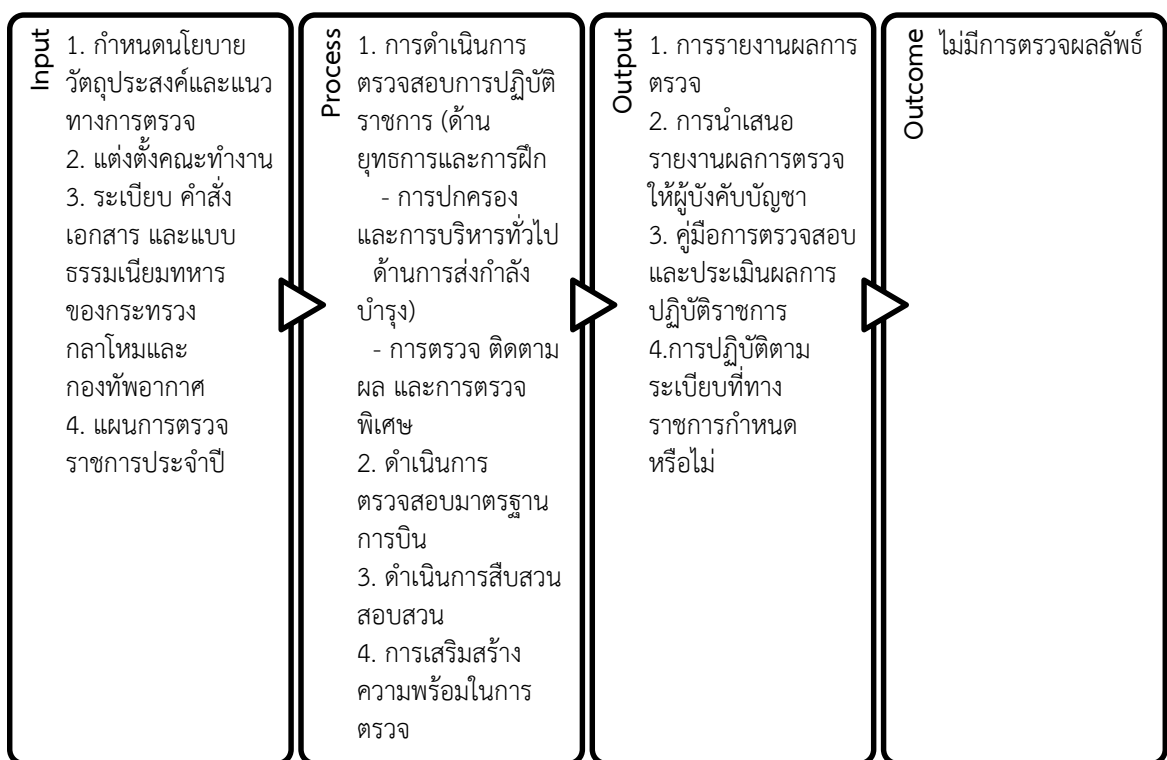 Input
1. กำหนดนโยบาย
วัตถุประสงค์และแนว
ทางการตรวจ
2. แต่งตั้งคณะทำงาน
3. ระเบียบ คำสั่ง
เอกสาร และแบบ
ธรรมเนียมทหาร
ของกระทรวง
กลาโหมและ
กองทัพอากาศ
4. แผนการตรวจ
ราชการประจำปี
Process
1. การดำเนินการ
ตรวจสอบการปฏิบัติ
ราชการ (ด้าน
ยุทธการและการฝึก
- การปกครอง
และการบริหารทั่วไป
ด้านการส่งกำลัง
บำรุง)
- การตรวจ ติดตาม
ผล และการตรวจ
พิเศษ
2. ดำเนินการ
ตรวจสอบมาตรฐาน
การบิน
3. ดำเนินการสืบสวน
สอบสวน
4. การเสริมสร้าง
ความพร้อมในการ
ตรวจ
Output
1. การรายงานผลการ
ตรวจ
2. การนำเสนอ
รายงานผลการตรวจ
ให้ผู้บังคับบัญชา
3. คู่มือการตรวจสอบ
และประเมินผลการ
ปฏิบัติราชการ
4.การปฏิบัติตาม
ระเบียบที่ทาง
ราชการกำหนด
หรือไม่
Outcome
ไม่มีการตรวจผลลัพธ์